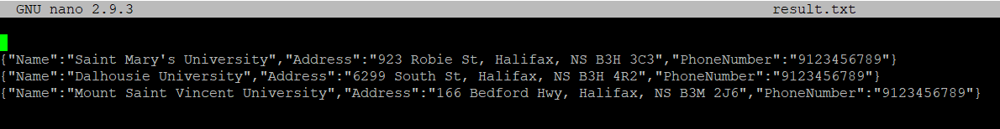 GNU nano 2.9.3 result.txt
{"Name":"Saint Mary's University","Address":"923 Robie St, Halifax, NS B3H 3C3","PhoneNumber":"9123456789"}
{"Name":"Dalhousie University","Address":"6299 South St, Halifax, NS B3H 4R2","PhoneNumber":"9123456789"}
{"Name":"Mount Saint Vincent University","Address":"166 Bedford Hwy, Halifax, NS B3M 2J6","PhoneNumber":"9123456789"}